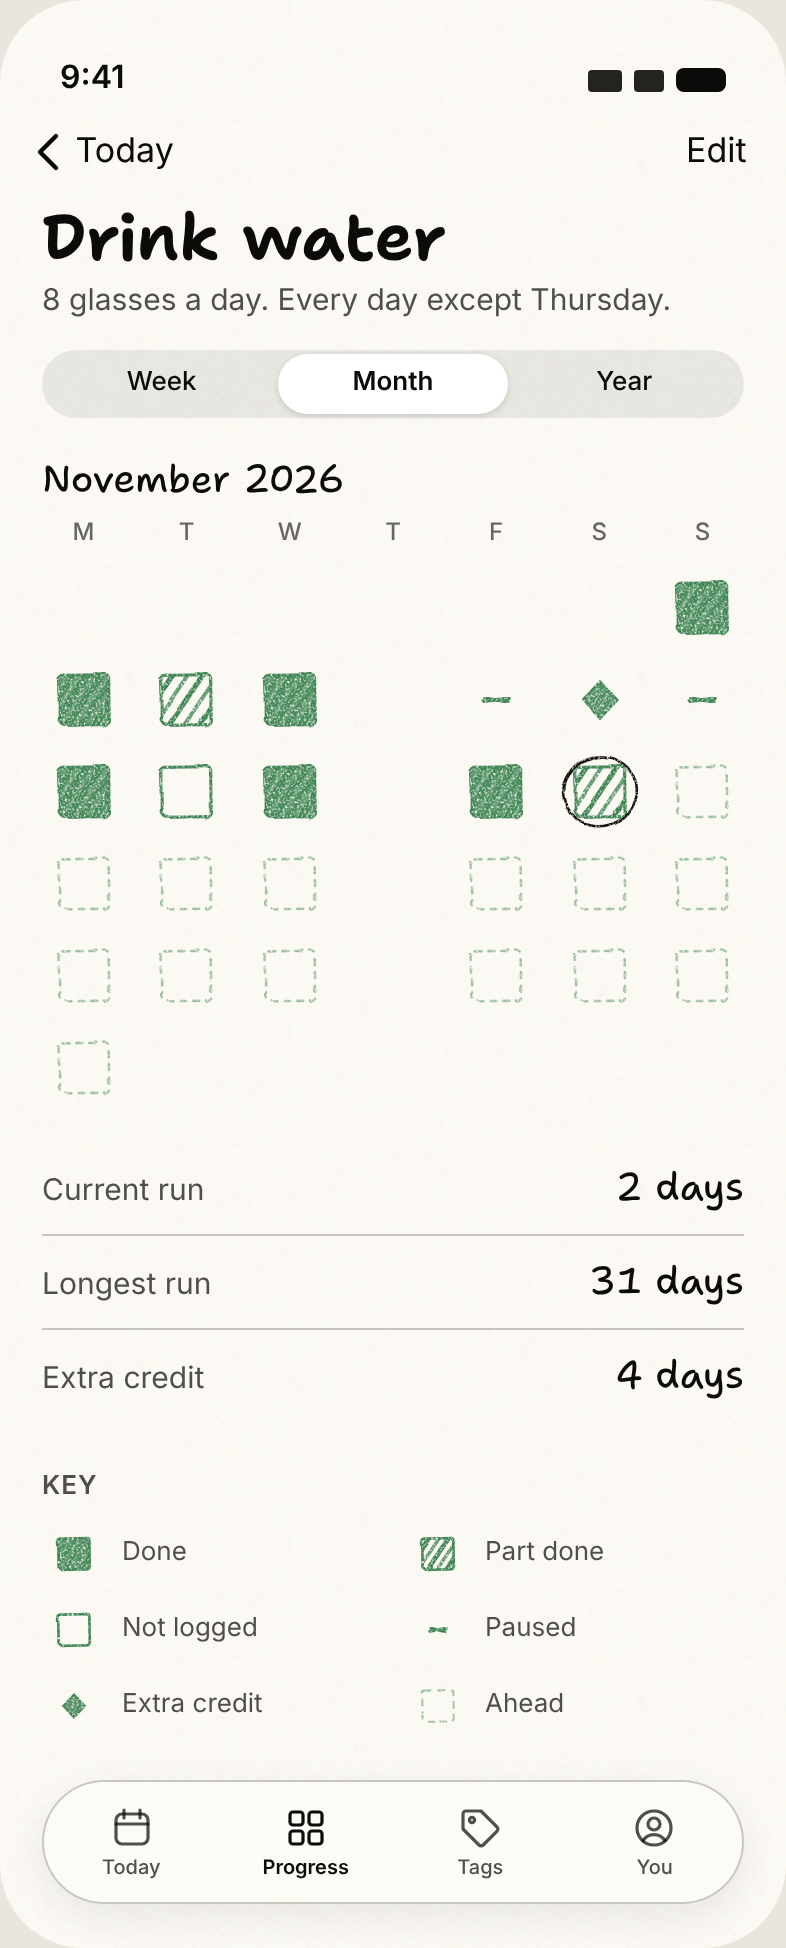 9:41
Today Edit
Drink water
8 glasses a day. Every day except Thursday.
Week Month Year
November 2026
M T W T F S S
Current run 2 days
Longest run 31 days
Extra credit 4 days
KEY
Done Part done
Not logged Paused
Extra credit Ahead
Today Progress Tags You